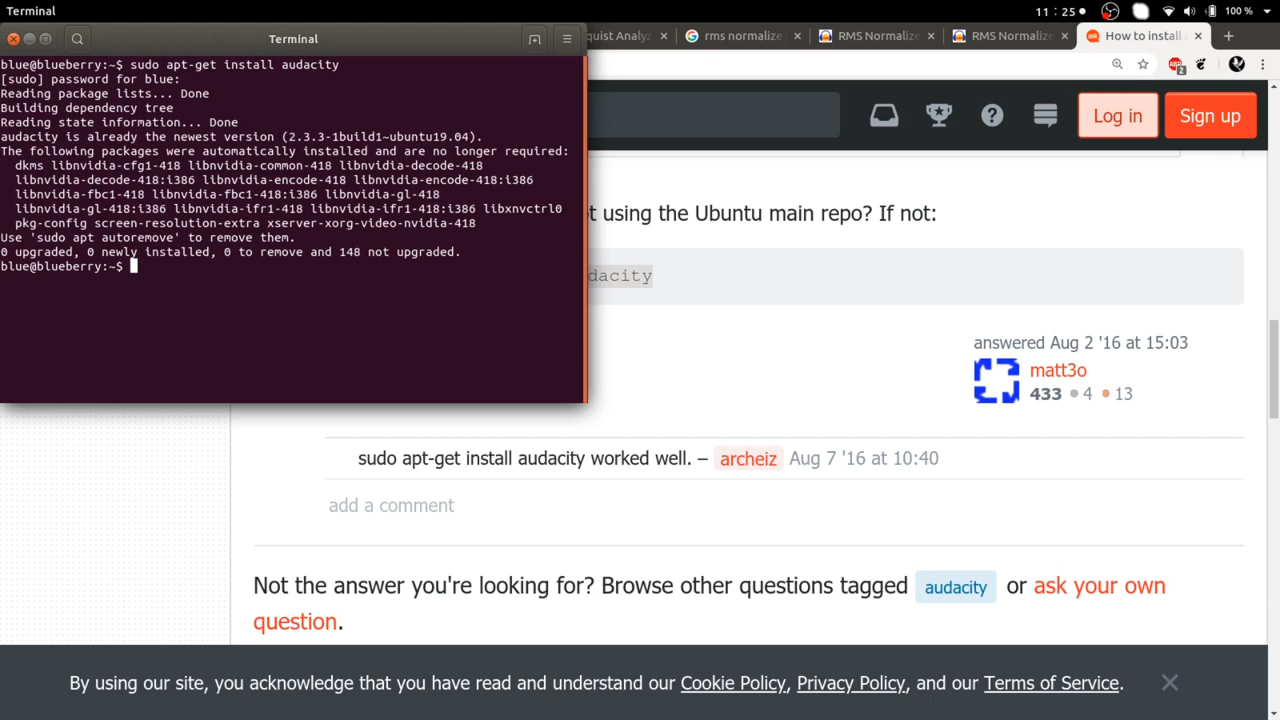 Terminal
11 : 25
100 %
Terminal
quist Analyz
rms normalize
RMS Normalize
RMS Normalize
How to install
2
blue@blueberry:~$ sudo apt-get install audacity
[sudo] password for blue:
Reading package lists... Done
Building dependency tree
Reading state information... Done
audacity is already the newest version (2.3.3-1build1~ubuntu19.04).
The following packages were automatically installed and are no longer required:
dkms libnvidia-cfg1-418 libnvidia-common-418 libnvidia-decode-418
libnvidia-decode-418:i386 libnvidia-encode-418 libnvidia-encode-418:i386
libnvidia-fbc1-418 libnvidia-fbc1-418:i386 libnvidia-gl-418
libnvidia-gl-418:i386 libnvidia-ifr1-418 libnvidia-ifr1-418:i386 libxnvctrl0
pkg-config screen-resolution-extra xserver-xorg-video-nvidia-418
Use 'sudo apt autoremove' to remove them.
0 upgraded, 0 newly installed, 0 to remove and 148 not upgraded.
blue@blueberry:~$
Log in
Sign up
t using the Ubuntu main repo? If not:
dacity
answered Aug 2 '16 at 15:03
matt3o
433 4 13
sudo apt-get install audacity worked well. – archeiz Aug 7 '16 at 10:40
add a comment
Not the answer you're looking for? Browse other questions tagged audacity or ask your own
question.
By using our site, you acknowledge that you have read and understand our Cookie Policy, Privacy Policy, and our Terms of Service.